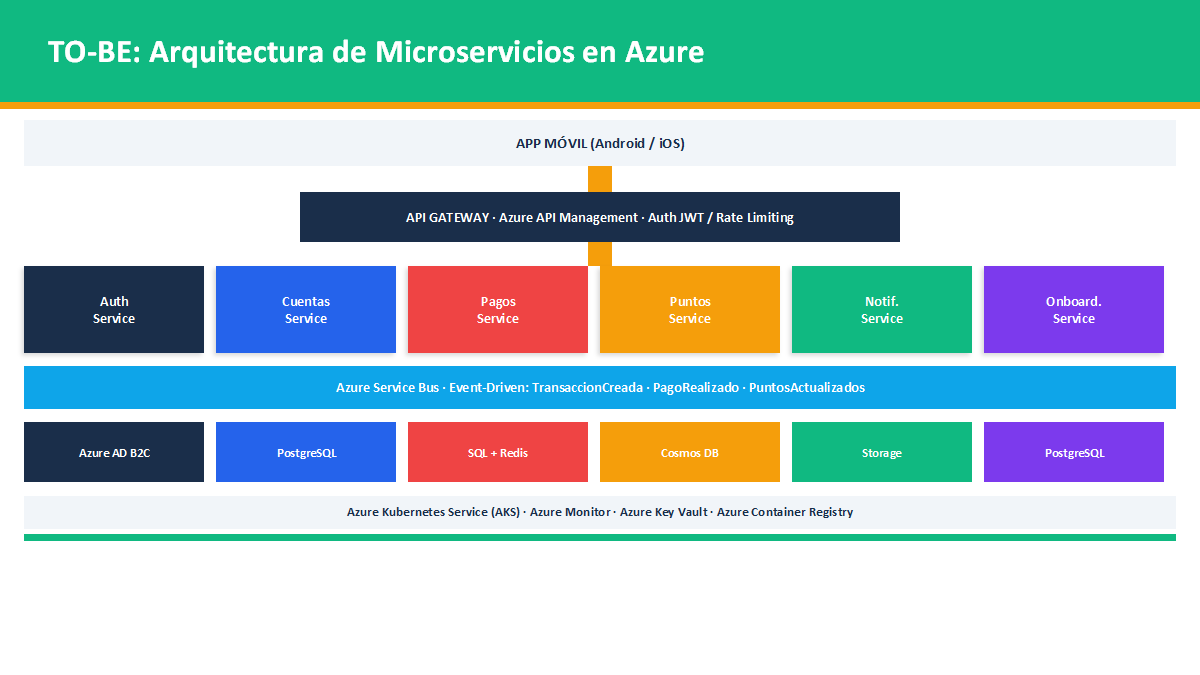 TO-BE: Arquitectura de Microservicios en Azure
APP MÓVIL (Android / iOS)
API GATEWAY · Azure API Management · Auth JWT / Rate Limiting
Auth
Service
Cuentas
Service
Pagos
Service
Puntos
Service
Notif.
Service
Onboard.
Service
Azure Service Bus · Event-Driven: TransaccionCreada · PagoRealizado · PuntosActualizados
Azure AD B2C
PostgreSQL
SQL + Redis
Cosmos DB
Storage
PostgreSQL
Azure Kubernetes Service (AKS) · Azure Monitor · Azure Key Vault · Azure Container Registry